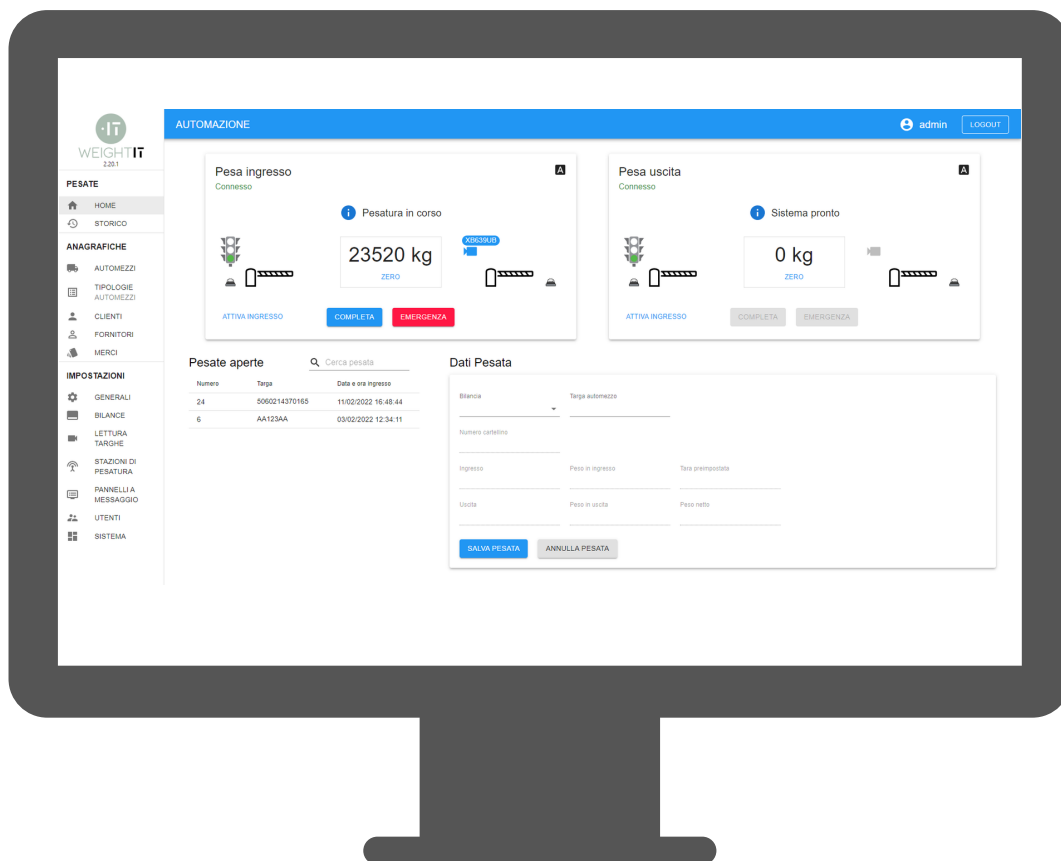 ·IT
WEIGHTIT
2.20.1
PESATE
HOME
STORICO
ANAGRAFICHE
AUTOMEZZI
TIPOLOGIE
AUTOMEZZI
CLIENTI
FORNITORI
MERCI
IMPOSTAZIONI
GENERALI
BILANCE
LETTURA
TARGHE
STAZIONI DI
PESATURA
PANNELLI A
MESSAGGIO
UTENTI
SISTEMA
AUTOMAZIONE
admin
LOGOUT
Pesa ingresso
A
Connesso
i
Pesatura in corso
XB639UB
23520 kg
ZERO
ATTIVA INGRESSO
COMPLETA
EMERGENZA
Pesa uscita
A
Connesso
i
Sistema pronto
0 kg
ZERO
ATTIVA INGRESSO
COMPLETA
EMERGENZA
Pesate aperte
Cerca pesata
Numero Targa Data e ora ingresso
24 5060214370165 11/02/2022 16:48:44
6 AA123AA 03/02/2022 12:34:11
Dati Pesata
Bilancia Targa automezzo
Numero cartellino
Ingresso Peso in ingresso Tara preimpostata
Uscita Peso in uscita Peso netto
SALVA PESATA ANNULLA PESATA